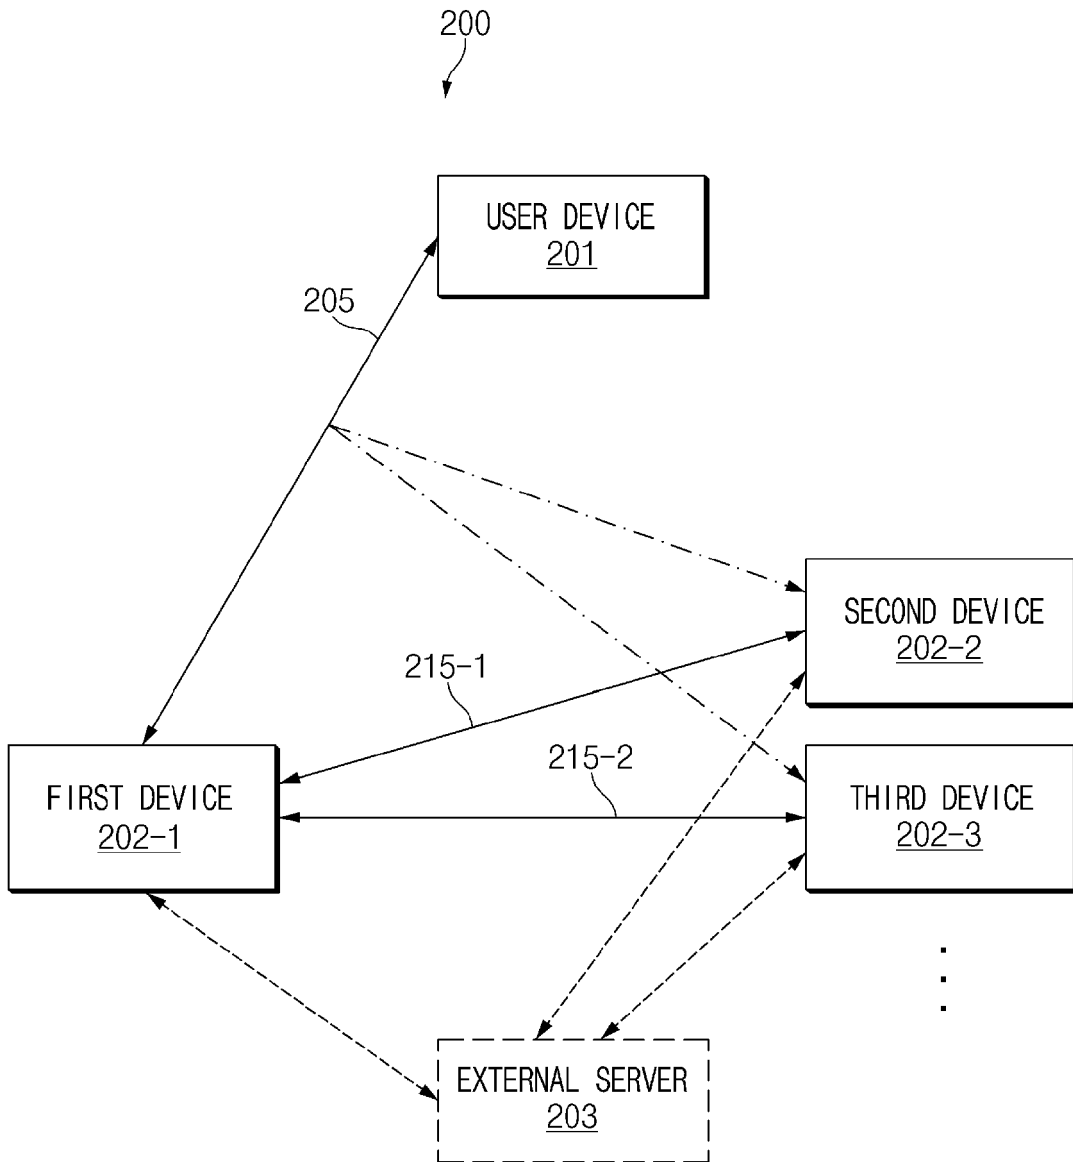 200
USER DEVICE
201
205
SECOND DEVICE
202-2
215-1
215-2
FIRST DEVICE
202-1
THIRD DEVICE
202-3
EXTERNAL SERVER
203